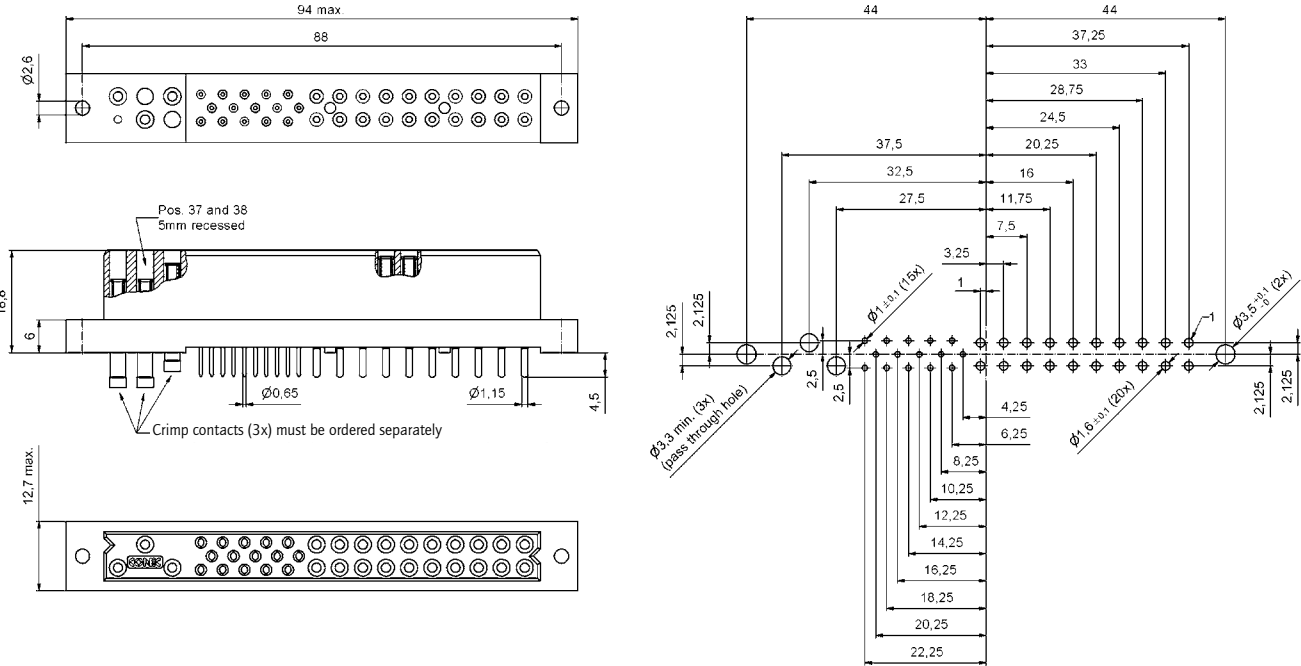 94 max.
88
Ø2,6
Pos. 37 and 38
5mm recessed
18,8
6
Ø0,65
Ø1,15
4,5
Crimp contacts (3x) must be ordered separately
12,7 max.
44
44
37,25
33
28,75
24,5
37,5
20,25
32,5
16
27,5
11,75
7,5
3,25
1
Ø1 ±0,1 (15x)
Ø3,5 +0,1 -0 (2x)
2,125
2,125
1
2,5
2,5
Ø3,3 min. (3x)
(pass through hole)
Ø1,6 ±0,1 (20x)
2,125
2,125
4,25
6,25
8,25
10,25
12,25
14,25
16,25
18,25
20,25
22,25